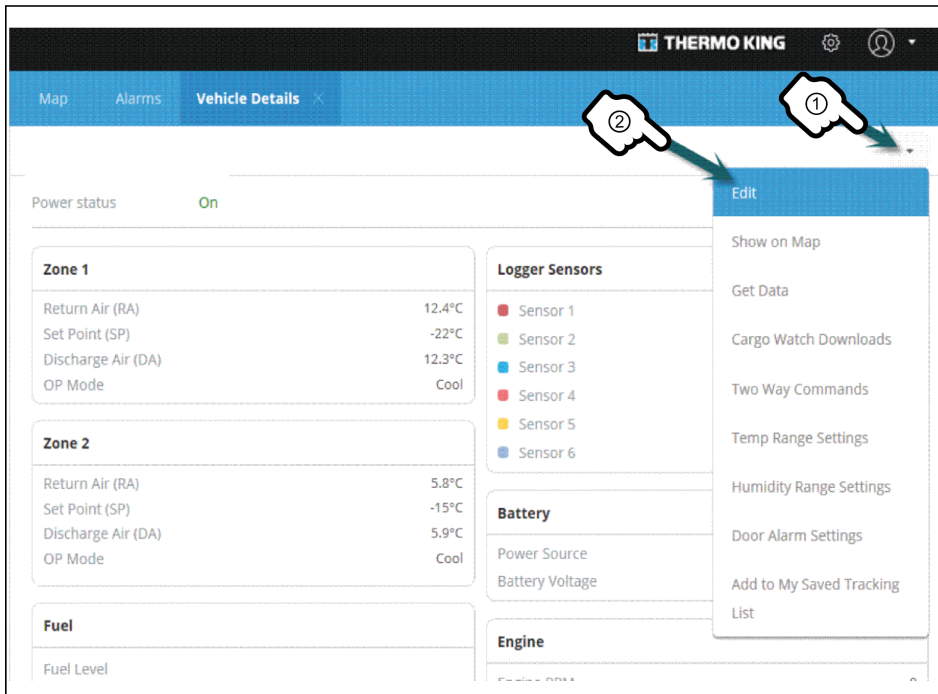 THERMO KING
Map Alarms Vehicle Details ×
1
2
Power status On
Edit
Show on Map
Get Data
Cargo Watch Downloads
Two Way Commands
Temp Range Settings
Humidity Range Settings
Door Alarm Settings
Add to My Saved Tracking
List
Zone 1
Return Air (RA) 12.4°C
Set Point (SP) -22°C
Discharge Air (DA) 12.3°C
OP Mode Cool
Zone 2
Return Air (RA) 5.8°C
Set Point (SP) -15°C
Discharge Air (DA) 5.9°C
OP Mode Cool
Fuel
Fuel Level
Logger Sensors
Sensor 1
Sensor 2
Sensor 3
Sensor 4
Sensor 5
Sensor 6
Battery
Power Source
Battery Voltage
Engine
Engine RPM 0